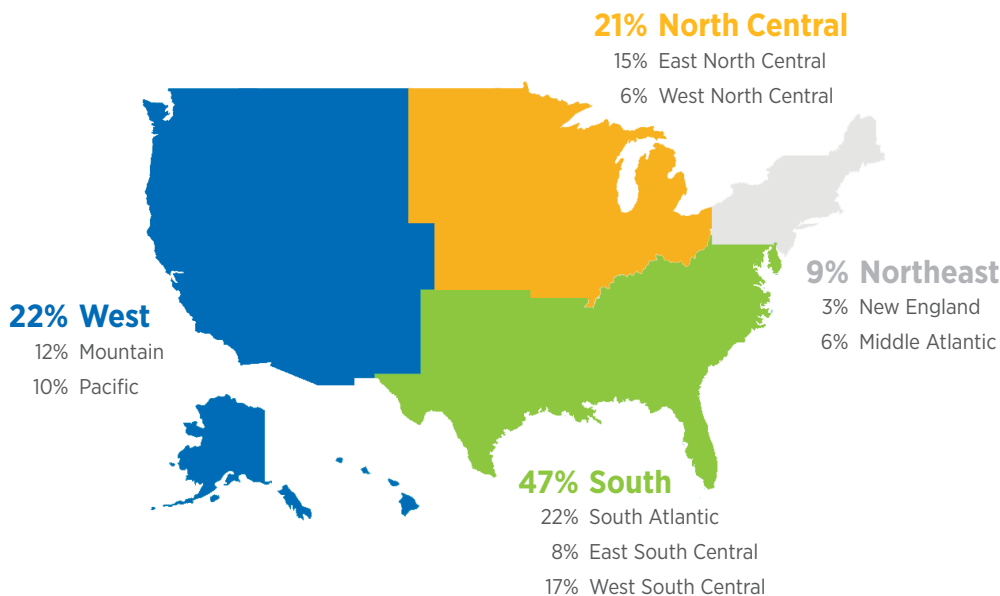 21% North Central
15% East North Central
6% West North Central
9% Northeast
3% New England
6% Middle Atlantic
22% West
12% Mountain
10% Pacific
47% South
22% South Atlantic
8% East South Central
17% West South Central